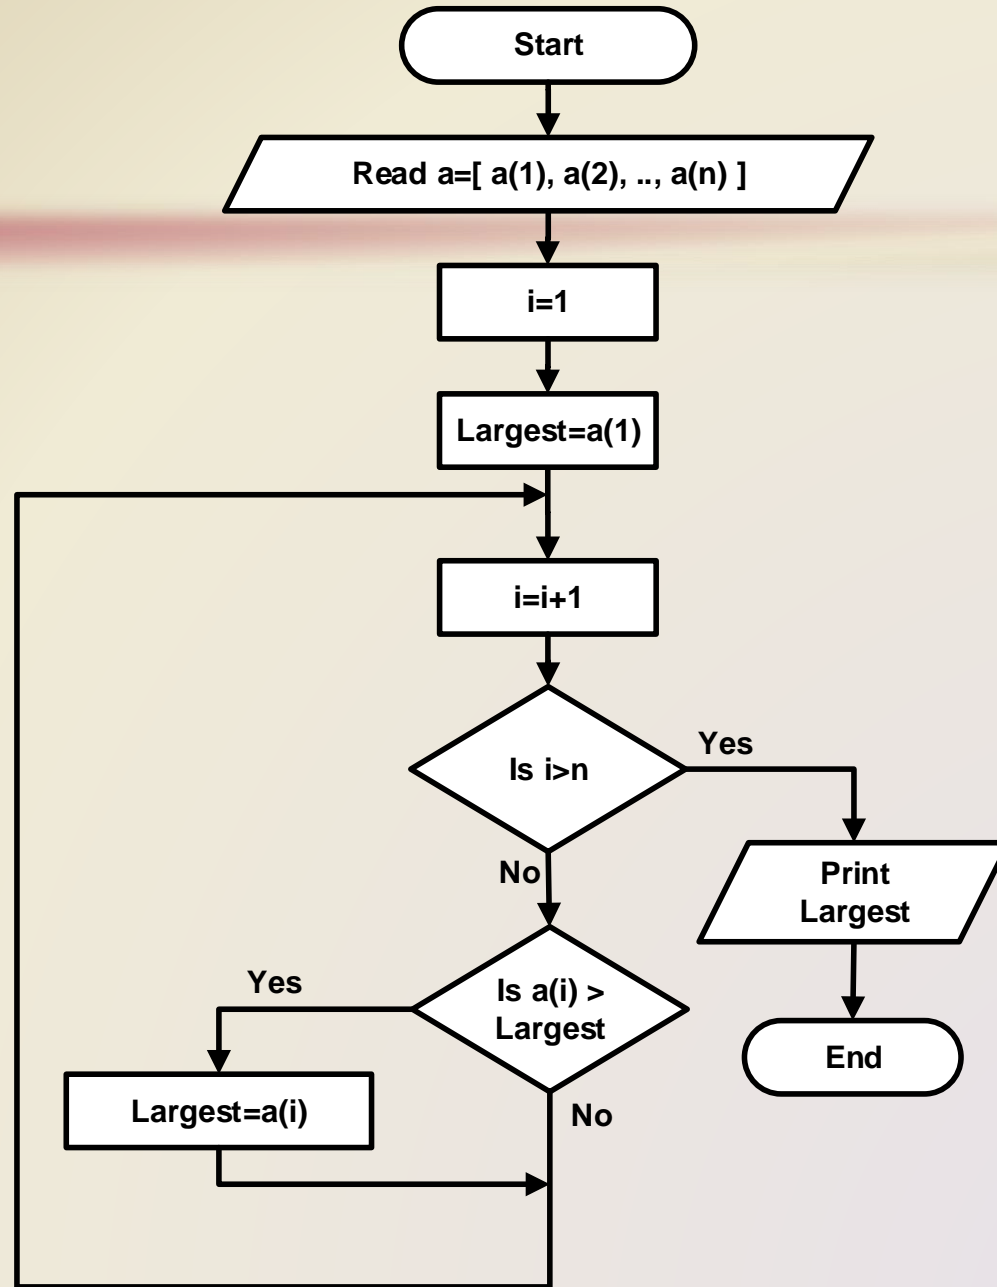 Start
Read a=[ a(1), a(2), .., a(n) ]
i=1
Largest=a(1)
i=i+1
Is i>n
Yes
No
Print
Largest
Is a(i) >
Largest
Yes
End
Largest=a(i)
No